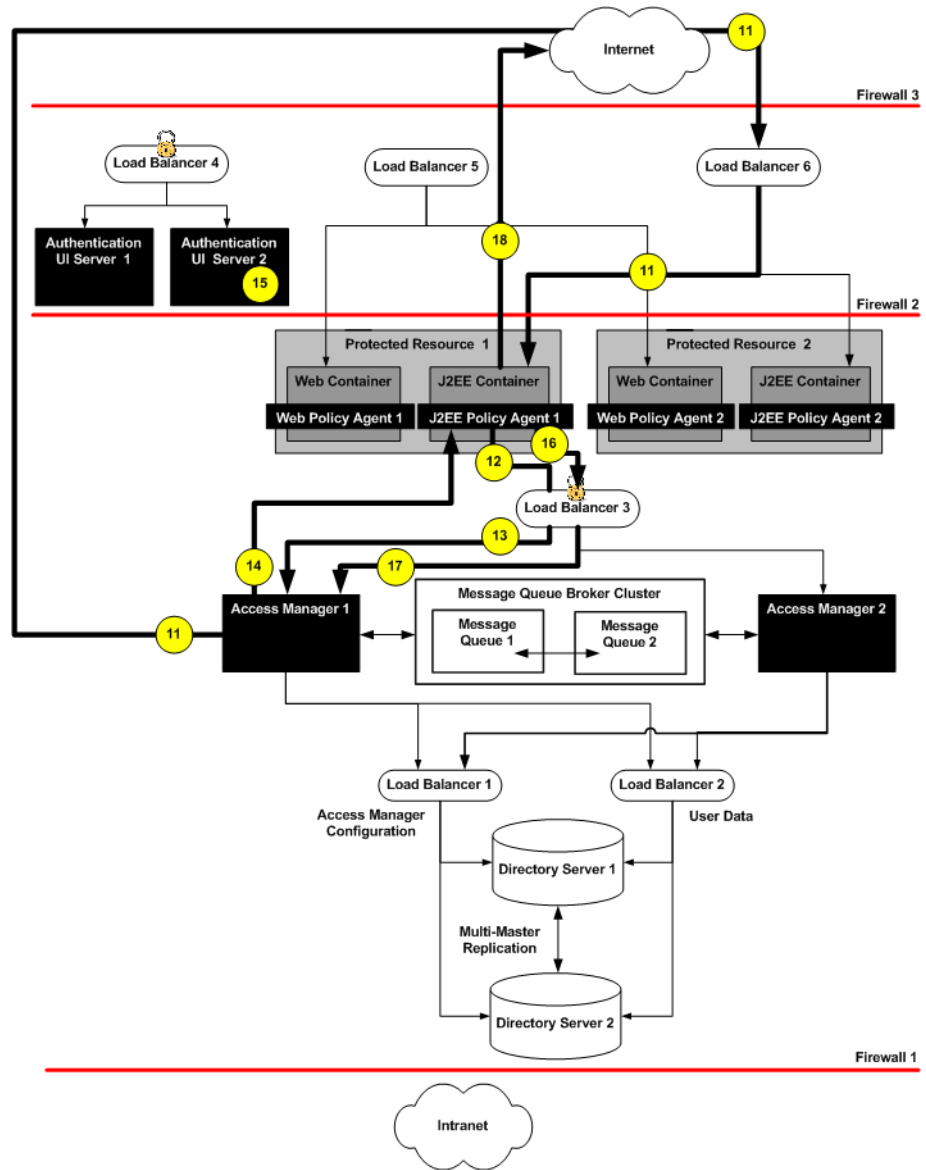 11
Internet
Firewall 3
Load Balancer 4
Load Balancer 5
Load Balancer 6
Authentication
UI Server 1
Authentication
UI Server 2
15
18
11
Firewall 2
Protected Resource 1
Web Container
J2EE Container
Web Policy Agent 1
J2EE Policy Agent 1
Protected Resource 2
Web Container
J2EE Container
Web Policy Agent 2
J2EE Policy Agent 2
12
16
Load Balancer 3
13
14
17
Access Manager 1
11
Message Queue Broker Cluster
Message
Queue 1
Message
Queue 2
Access Manager 2
Load Balancer 1
Load Balancer 2
Access Manager
Configuration
User Data
Directory Server 1
Multi-Master
Replication
Directory Server 2
Firewall 1
Intranet